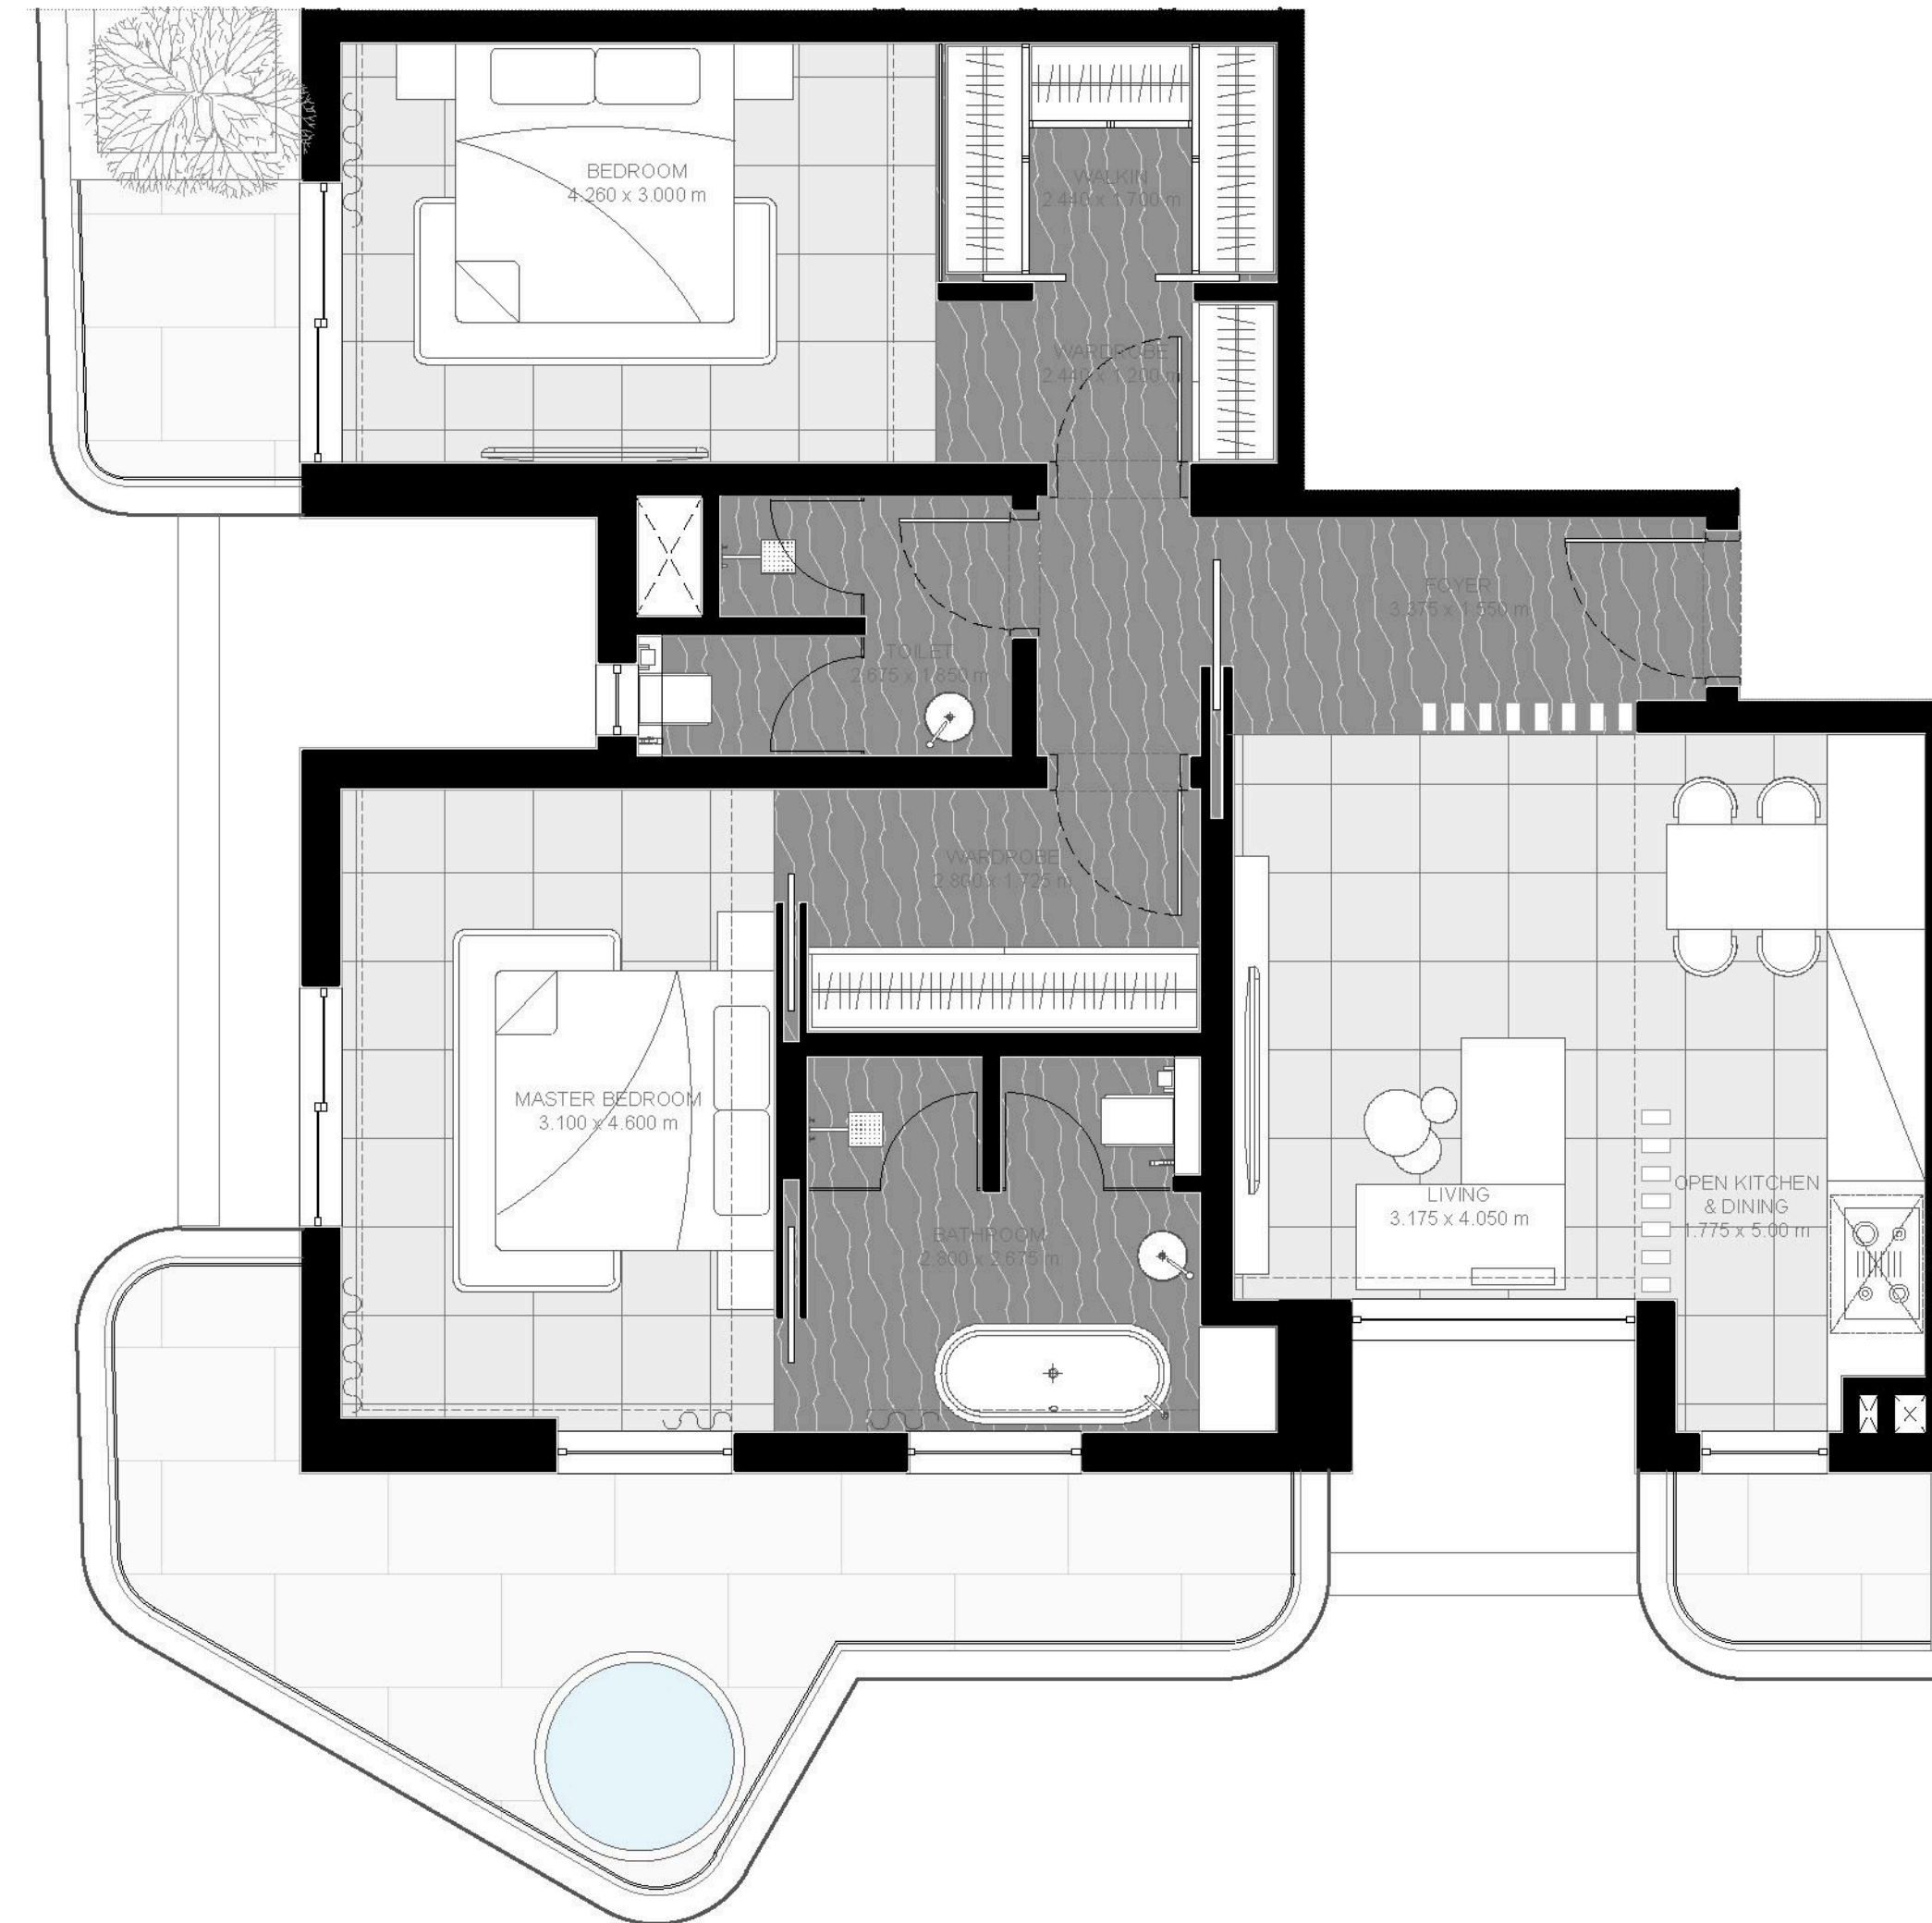 BEDROOM
4.260 x 3.000 m
WALKIN
2.440 x 1.700 m
WARDROBE
2.440 x 1.200 m
FOYER
3.375 x 1.550 m
TOILET
2.675 x 1.850 m
WARDROBE
2.800 x 1.725 m
MASTER BEDROOM
3.100 x 4.600 m
BATHROOM
2.800 x 2.675 m
LIVING
3.175 x 4.050 m
OPEN KITCHEN
& DINING
1.775 x 5.00 m